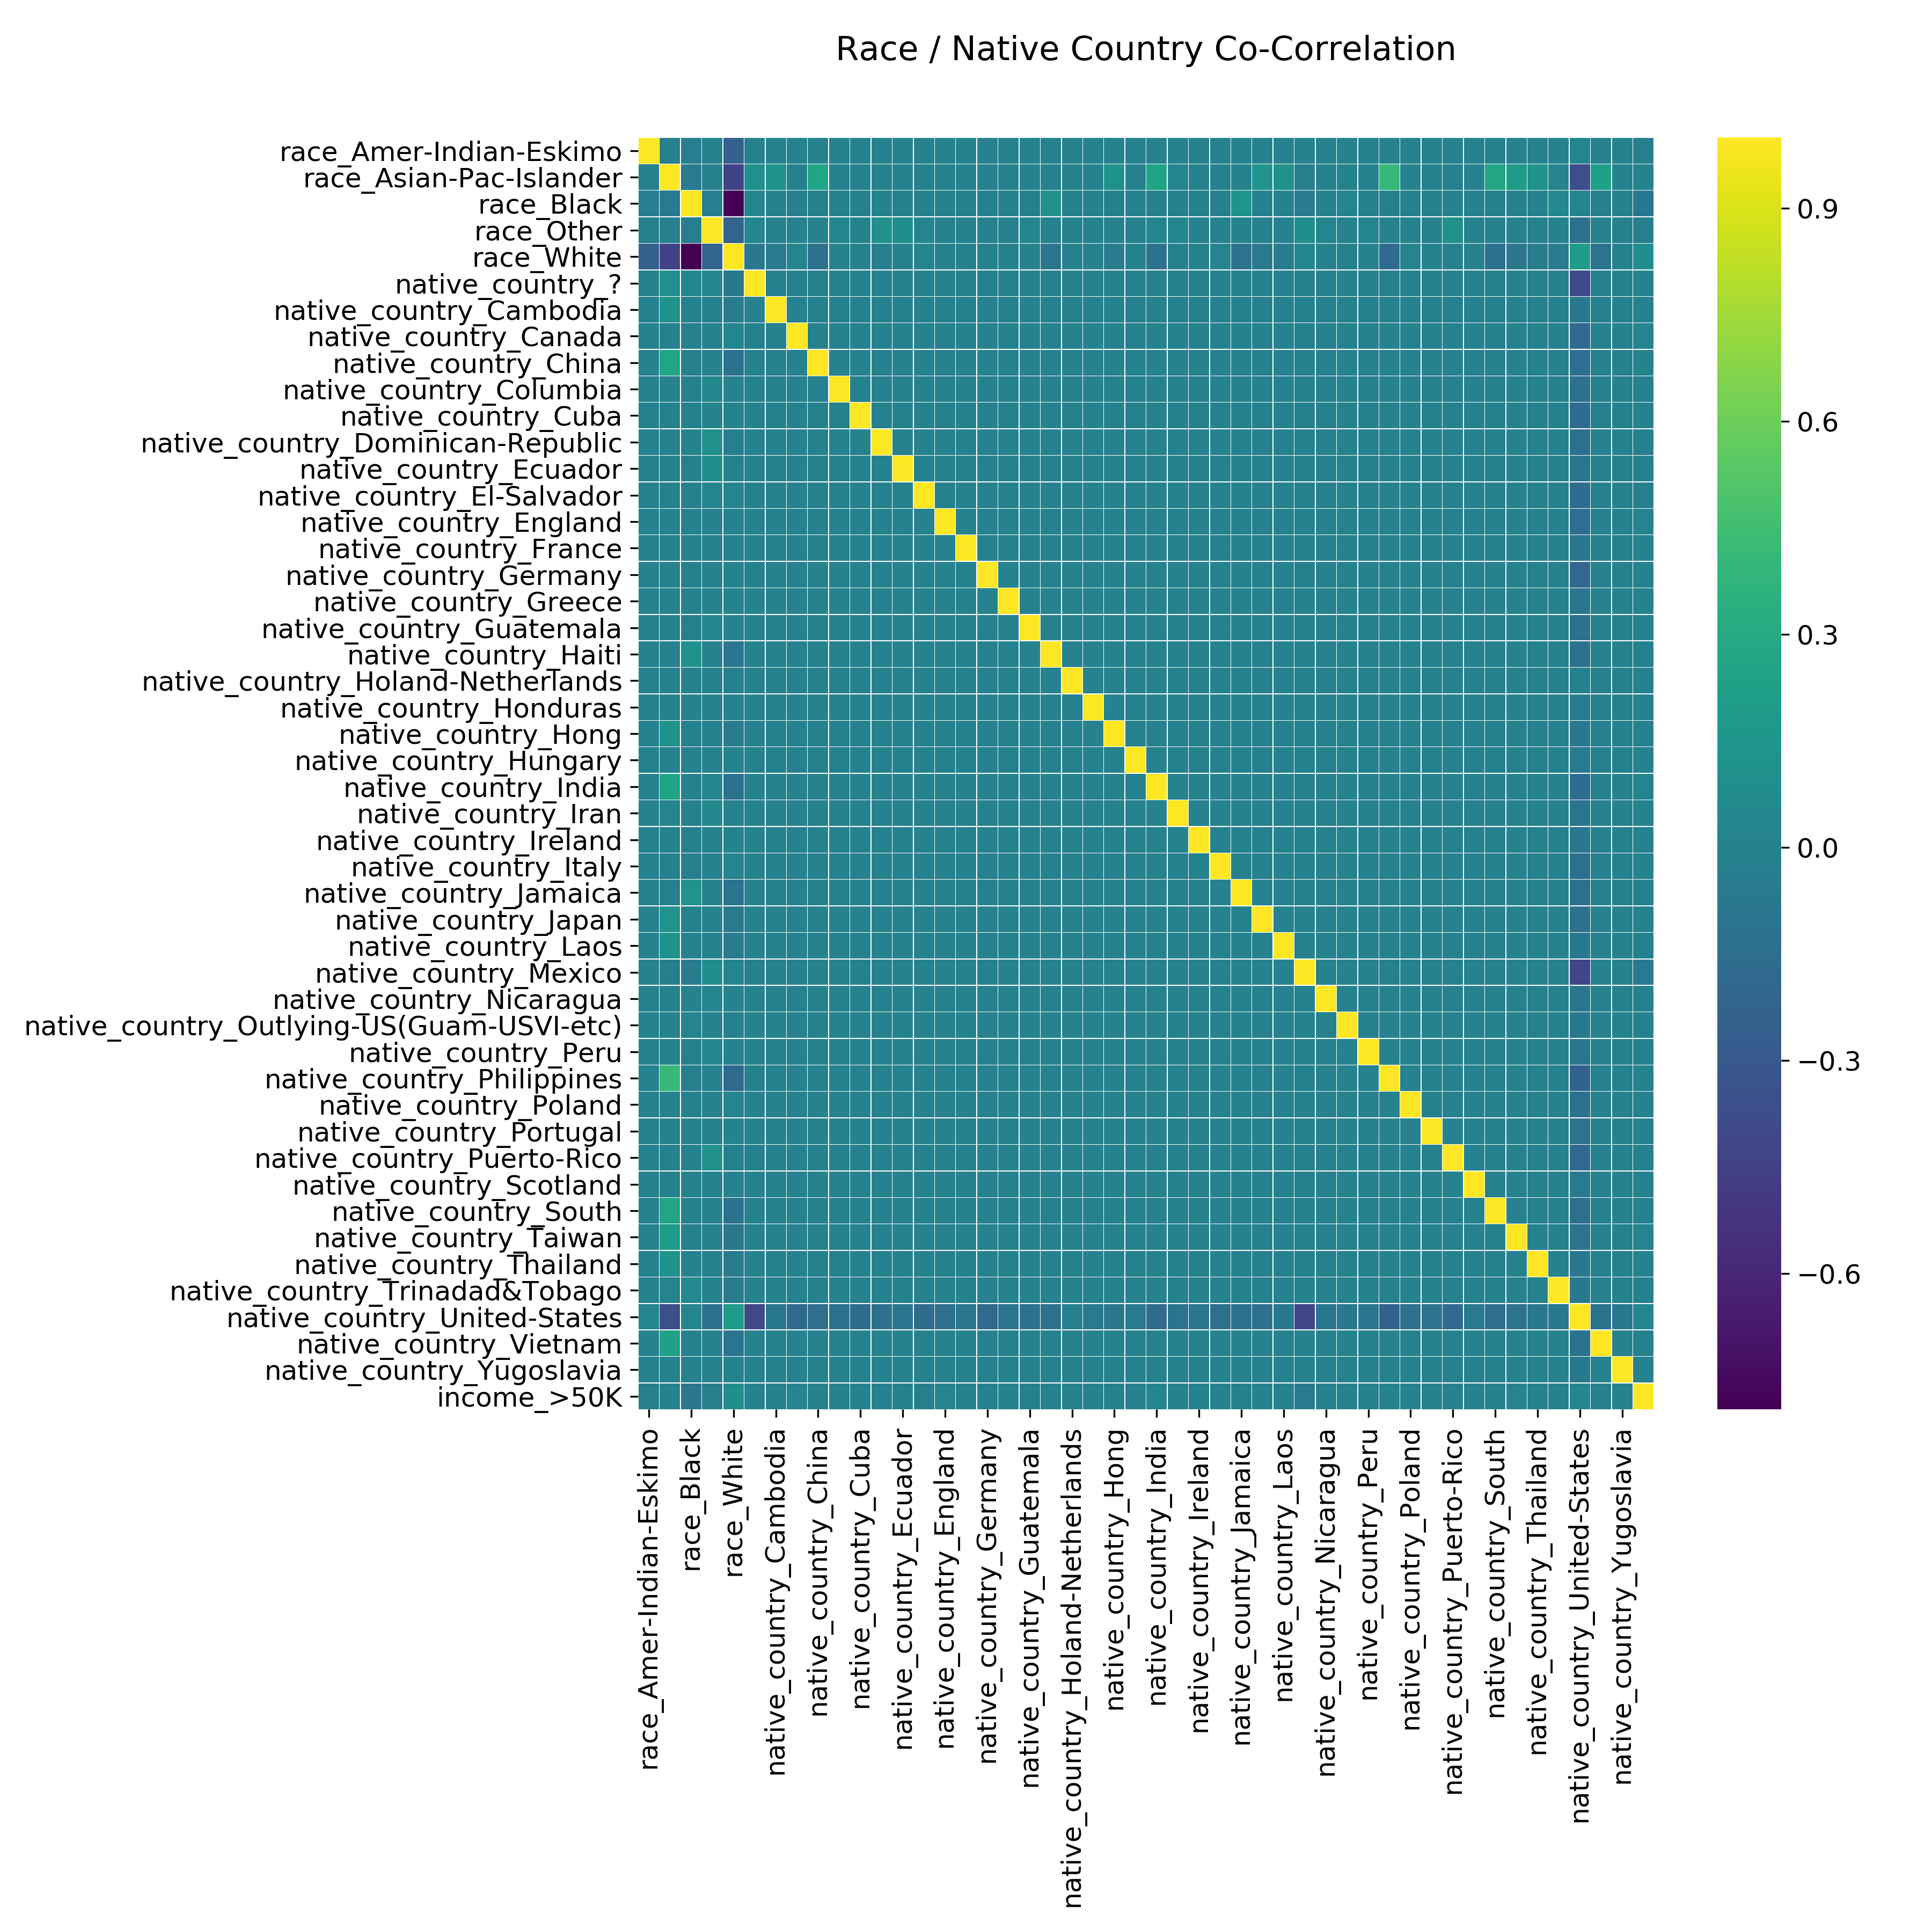 Race / Native Country Co-Correlation
race_Amer-Indian-Eskimo
race_Asian-Pac-Islander
race_Black
race_Other
race_White
native_country_?
native_country_Cambodia
native_country_Canada
native_country_China
native_country_Columbia
native_country_Cuba
native_country_Dominican-Republic
native_country_Ecuador
native_country_El-Salvador
native_country_England
native_country_France
native_country_Germany
native_country_Greece
native_country_Guatemala
native_country_Haiti
native_country_Holand-Netherlands
native_country_Honduras
native_country_Hong
native_country_Hungary
native_country_India
native_country_Iran
native_country_Ireland
native_country_Italy
native_country_Jamaica
native_country_Japan
native_country_Laos
native_country_Mexico
native_country_Nicaragua
native_country_Outlying-US(Guam-USVI-etc)
native_country_Peru
native_country_Philippines
native_country_Poland
native_country_Portugal
native_country_Puerto-Rico
native_country_Scotland
native_country_South
native_country_Taiwan
native_country_Thailand
native_country_Trinadad&Tobago
native_country_United-States
native_country_Vietnam
native_country_Yugoslavia
income_>50K
race_Amer-Indian-Eskimo
race_Black
race_White
native_country_Cambodia
native_country_China
native_country_Cuba
native_country_Ecuador
native_country_England
native_country_Germany
native_country_Guatemala
native_country_Holand-Netherlands
native_country_Hong
native_country_India
native_country_Ireland
native_country_Jamaica
native_country_Laos
native_country_Nicaragua
native_country_Peru
native_country_Poland
native_country_Puerto-Rico
native_country_South
native_country_Thailand
native_country_United-States
native_country_Yugoslavia
0.9
0.6
0.3
0.0
−0.3
−0.6